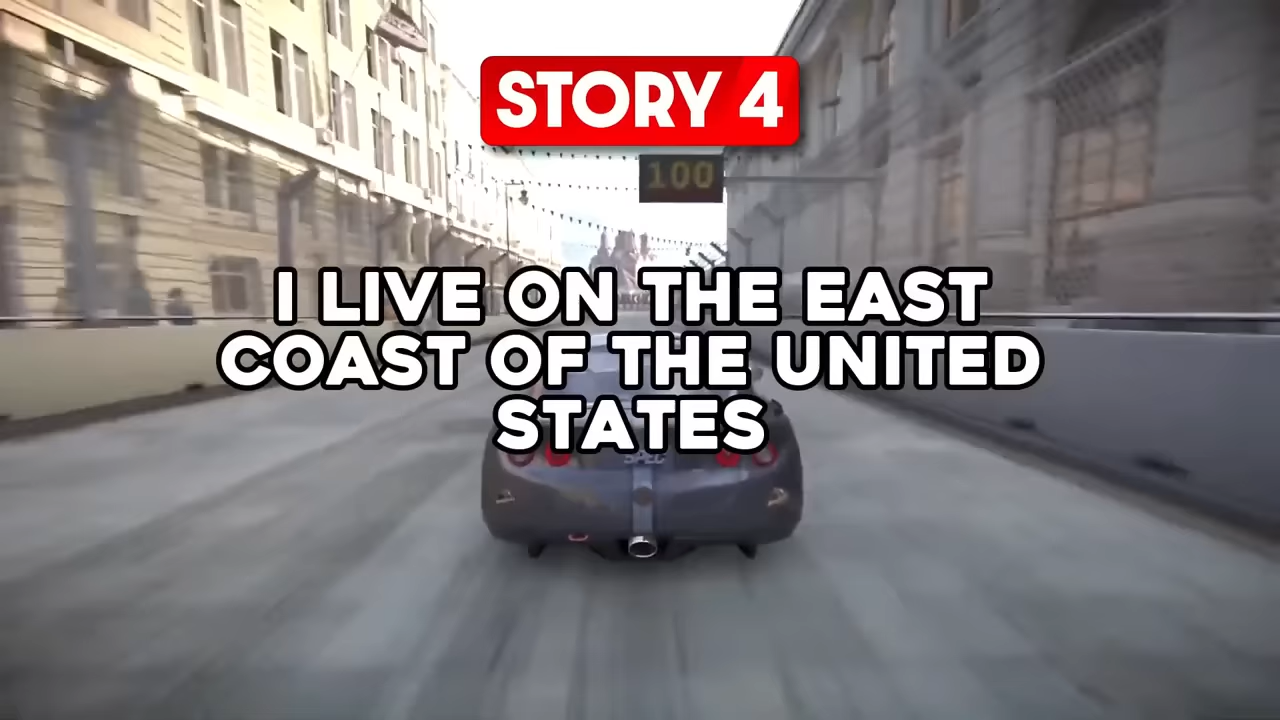 STORY 4
100
I LIVE ON THE EAST
COAST OF THE UNITED
STATES